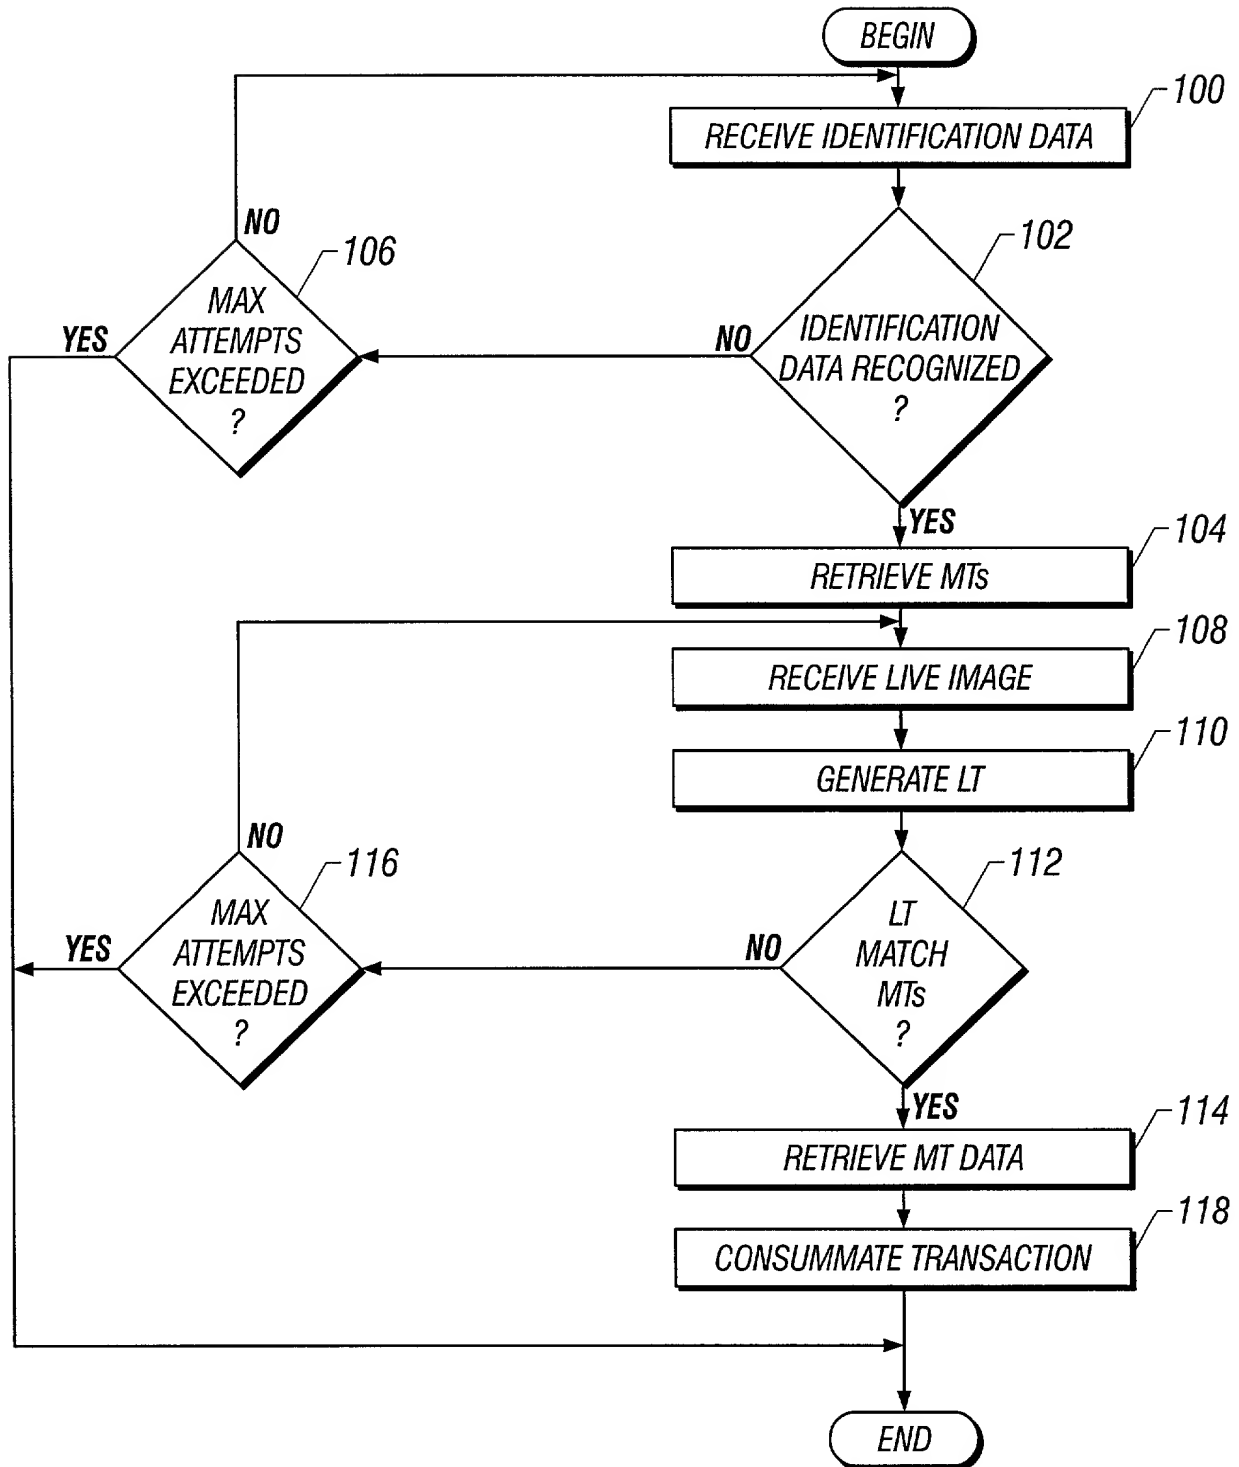 BEGIN
100
RECEIVE IDENTIFICATION DATA
NO
106
102
MAX
ATTEMPTS
EXCEEDED
?
YES
NO
IDENTIFICATION
DATA RECOGNIZED
?
YES
104
RETRIEVE MTs
108
RECEIVE LIVE IMAGE
110
GENERATE LT
NO
116
112
MAX
ATTEMPTS
EXCEEDED
?
YES
NO
LT
MATCH
MTs
?
YES
114
RETRIEVE MT DATA
118
CONSUMMATE TRANSACTION
END